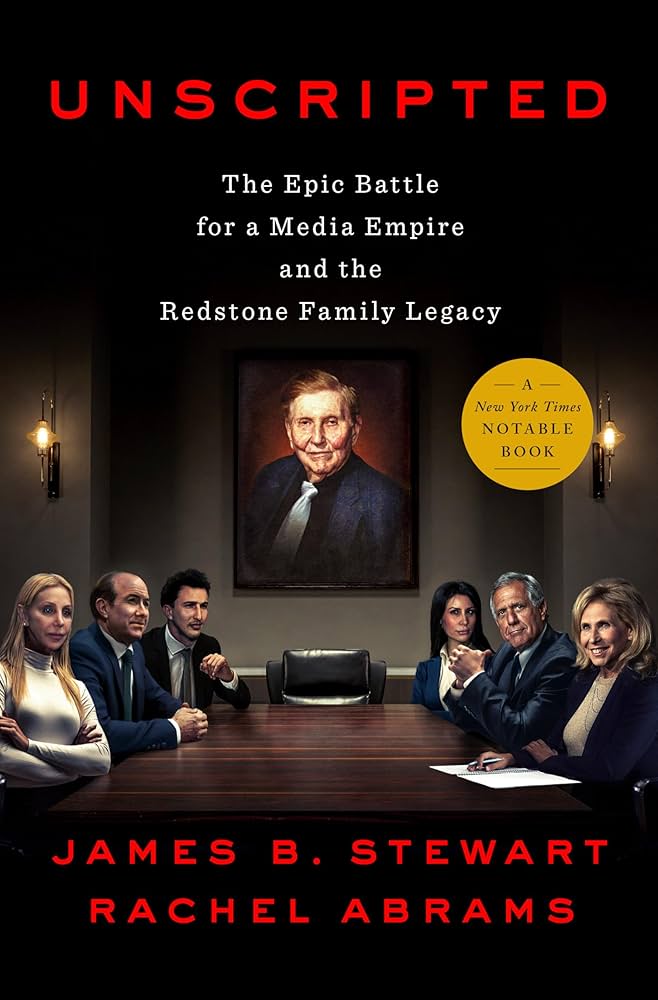 UNSCRIPTED
The Epic Battle
for a Media Empire
and the
Redstone Family Legacy
A
New York Times
NOTABLE
BOOK
JAMES B. STEWART
RACHEL ABRAMS